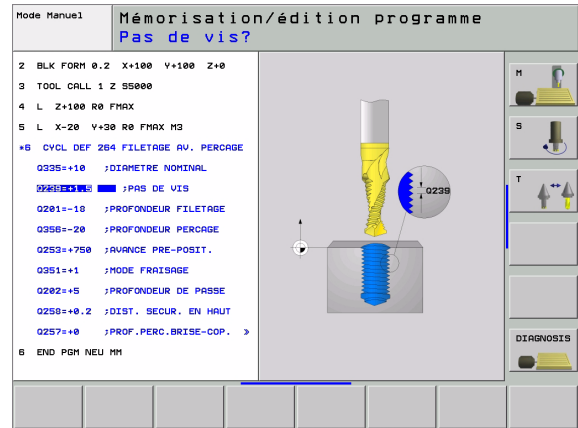 Mode Manuel
Mémorisation/édition programme
Pas de vis?
2 BLK FORM 0.2 X+100 Y+100 Z+0
3 TOOL CALL 1 Z S5000
4 L Z+100 R0 FMAX
5 L X-20 Y+30 R0 FMAX M3
*6 CYCL DEF 264 FILETAGE AV. PERCAGE
Q335=+10 ;DIAMETRE NOMINAL
Q239=+1.5 ;PAS DE VIS
Q201=-18 ;PROFONDEUR FILETAGE
Q356=-20 ;PROFONDEUR PERCAGE
Q253=+750 ;AVANCE PRE-POSIT.
Q351=+1 ;MODE FRAISAGE
Q202=+5 ;PROFONDEUR DE PASSE
Q258=+0.2 ;DIST. SECUR. EN HAUT
Q257=+0 ;PROF.PERC.BRISE-COP. »
6 END PGM NEU MM
Q239
M
S
T
DIAGNOSIS